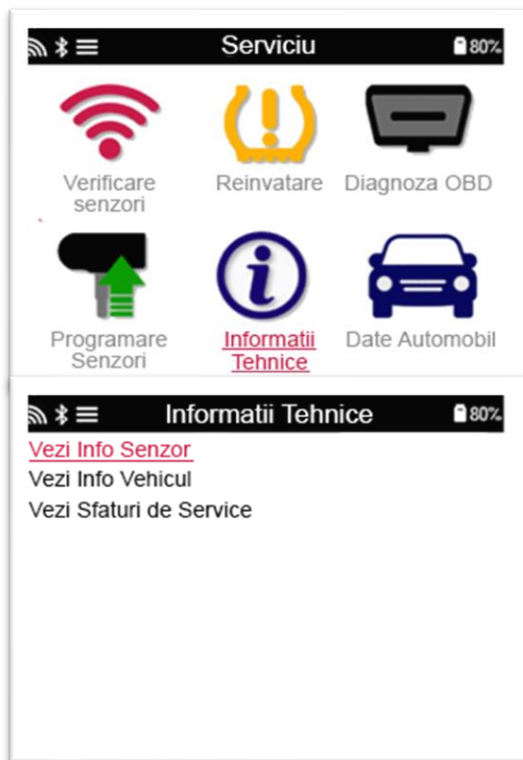 Serviciu
80%
Verificare
senzori
Reinvatare
Diagnoza OBD
Programare
Senzori
Informatii
Tehnice
Date Automobil
Informatii Tehnice
80%
Vezi Info Senzor
Vezi Info Vehicul
Vezi Sfaturi de Service